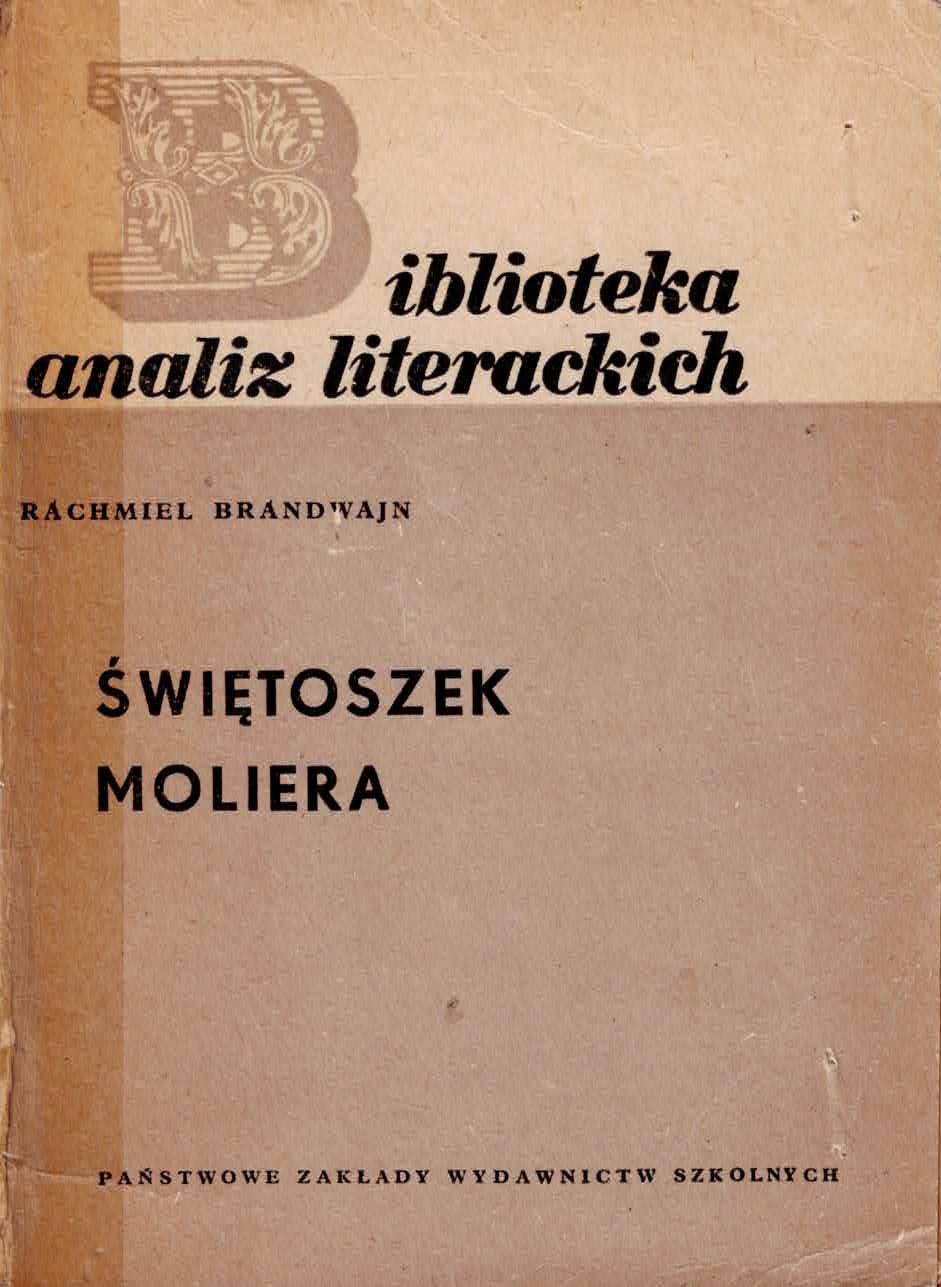 Biblioteka
analiz literackich
RACHMIEL BRANDWAJN
ŚWIĘTOSZEK
MOLIERA
PAŃSTWOWE ZAKŁADY WYDAWNICTW SZKOLNYCH